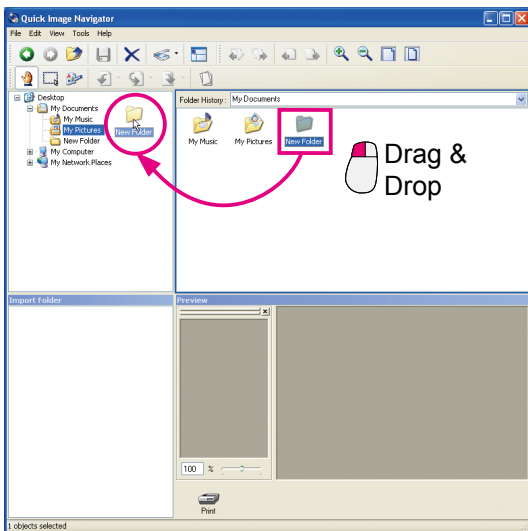 Quick Image Navigator
File Edit View Tools Help
Desktop
My Documents
My Music
My Pictures
New Folder
My Computer
My Network Places
New Folder
Folder History: My Documents
My Music My Pictures New Folder
Drag &
Drop
Import Folder
Preview
100 %
Print
1 objects selected